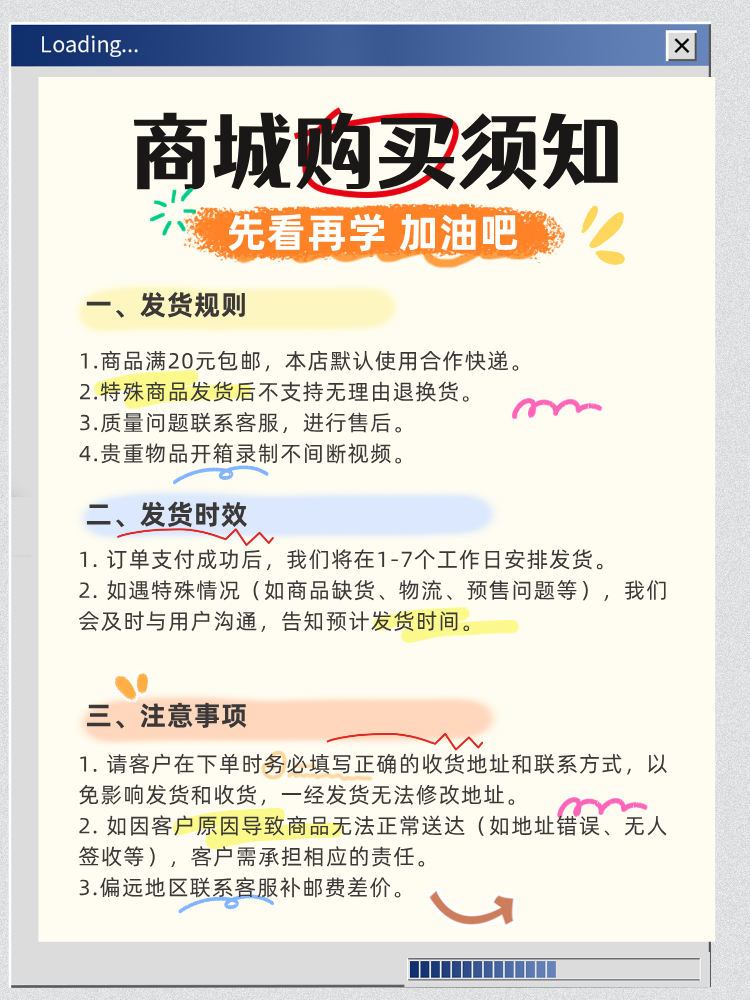 Loading...
商城购买须知
先看再学 加油吧
一、发货规则
1.商品满20元包邮，本店默认使用合作快递。
2.特殊商品发货后不支持无理由退换货。
3.质量问题联系客服，进行售后。
4.贵重物品开箱录制不间断视频。
二、发货时效
1. 订单支付成功后，我们将在1-7个工作日安排发货。
2. 如遇特殊情况（如商品缺货、物流、预售问题等），我们
会及时与用户沟通，告知预计发货时间。
三、注意事项
1. 请客户在下单时务必填写正确的收货地址和联系方式，以
免影响发货和收货，一经发货无法修改地址。
2. 如因客户原因导致商品无法正常送达（如地址错误、无人
签收等），客户需承担相应的责任。
3.偏远地区联系客服补邮费差价。